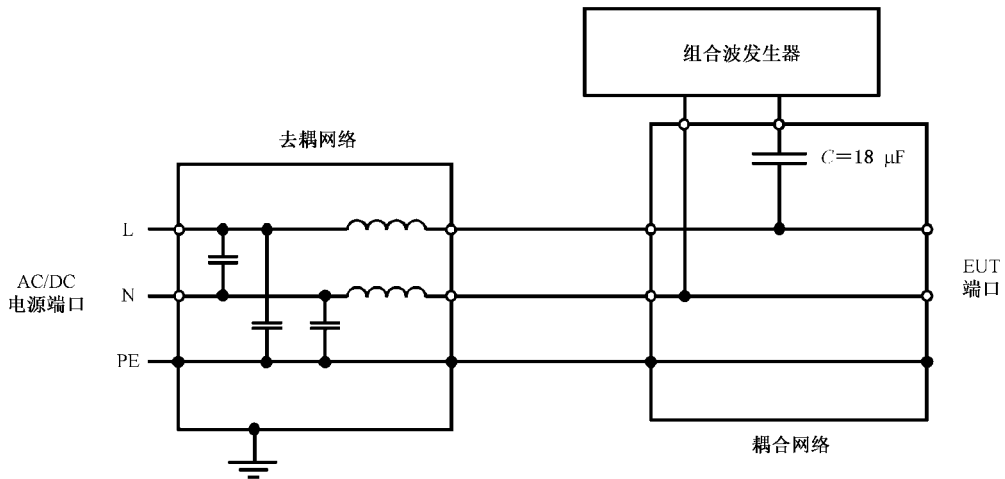 组合波发生器
去耦网络
C=18 μF
L
AC/DC
电源端口
N
PE
EUT
端口
耦合网络